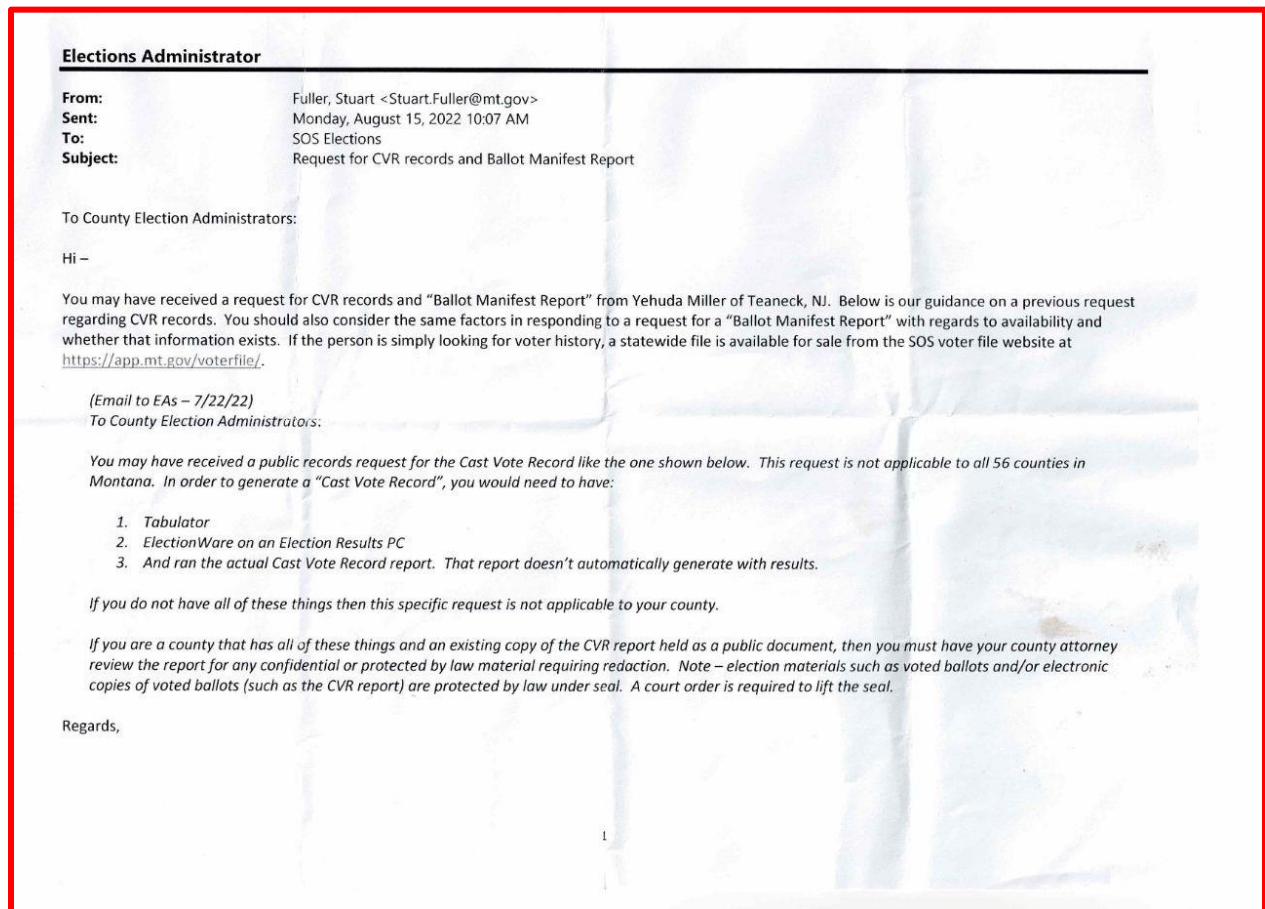 Elections Administrator
From: Fuller, Stuart <Stuart.Fuller@mt.gov>
Sent: Monday, August 15, 2022 10:07 AM
To: SOS Elections
Subject: Request for CVR records and Ballot Manifest Report
To County Election Administrators:
Hi –
You may have received a request for CVR records and “Ballot Manifest Report” from Yehuda Miller of Teaneck, NJ. Below is our guidance on a previous request
regarding CVR records. You should also consider the same factors in responding to a request for a “Ballot Manifest Report” with regards to availability and
whether that information exists. If the person is simply looking for voter history, a statewide file is available for sale from the SOS voter file website at
https://app.mt.gov/voterfile/.
(Email to EAs – 7/22/22)
To County Election Administrators:
You may have received a public records request for the Cast Vote Record like the one shown below. This request is not applicable to all 56 counties in
Montana. In order to generate a “Cast Vote Record”, you would need to have:
1. Tabulator
2. ElectionWare on an Election Results PC
3. And ran the actual Cast Vote Record report. That report doesn’t automatically generate with results.
If you do not have all of these things then this specific request is not applicable to your county.
If you are a county that has all of these things and an existing copy of the CVR report held as a public document, then you must have your county attorney
review the report for any confidential or protected by law material requiring redaction. Note – election materials such as voted ballots and/or electronic
copies of voted ballots (such as the CVR report) are protected by law under seal. A court order is required to lift the seal.
Regards,
1